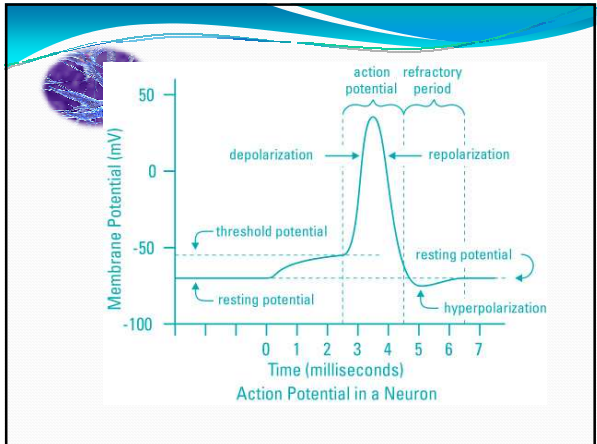 action refractory
potential period
50
depolarization
repolarization
0
Membrane Potential (mV)
threshold potential
-50
resting potential
resting potential
hyperpolarization
-100
0 1 2 3 4 5 6 7
Time (milliseconds)
Action Potential in a Neuron